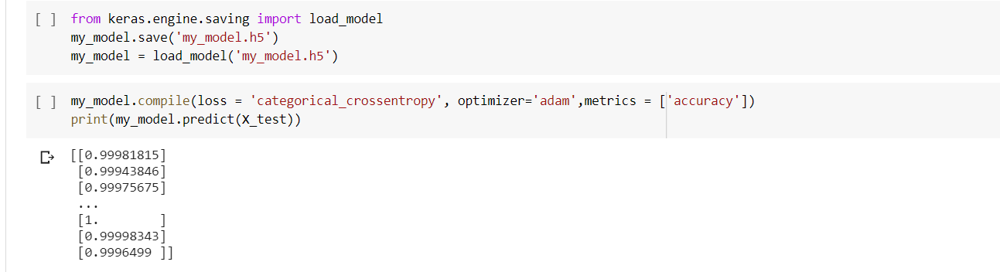 [ ] from keras.engine.saving import load_model
my_model.save('my_model.h5')
my_model = load_model('my_model.h5')
[ ] my_model.compile(loss = 'categorical_crossentropy', optimizer='adam',metrics = ['accuracy'])
print(my_model.predict(X_test))
[[0.99981815]
[0.99943846]
[0.99975675]
...
[1.        ]
[0.99998343]
[0.9996499 ]]